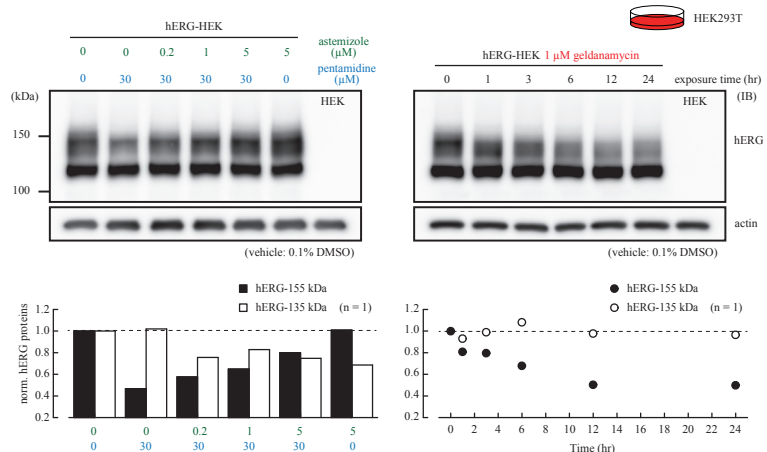 HEK293T
hERG-HEK
0 0 0.2 1 5 5 astemizole (μM)
0 30 30 30 30 0 pentamidine (μM)
(kDa)
HEK
150
100
(vehicle: 0.1% DMSO)
hERG-HEK 1 μM geldanamycin
0 1 3 6 12 24 exposure time (hr)
HEK
(IB)
hERG
actin
(vehicle: 0.1% DMSO)
hERG-155 kDa
hERG-135 kDa (n = 1)
norm. hERG proteins
1.0
0.8
0.6
0.4
0.2
0 0 0.2 1 5 5
0 30 30 30 30 0
hERG-155 kDa
hERG-135 kDa (n = 1)
1.2
1.0
0.8
0.6
0.4
0.2
0 2 4 6 8 10 12 14 16 18 20 22 24
Time (hr)